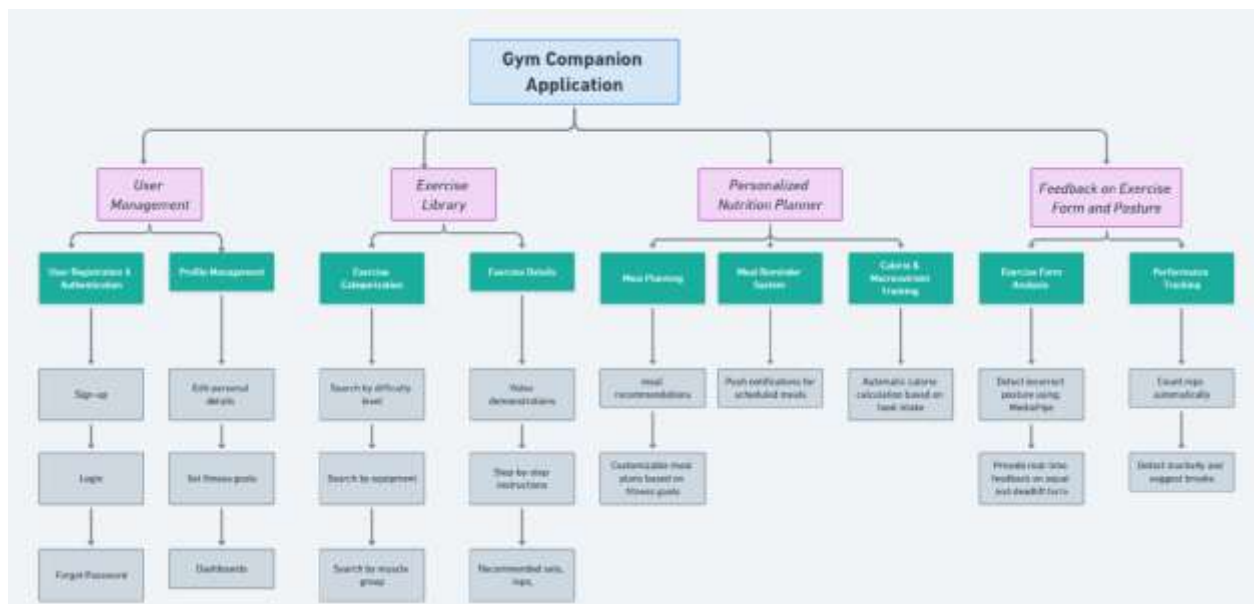 Gym Companion
Application
User
Management
Exercise
Library
Personalized
Nutrition Planner
Feedback on Exercise
Form and Posture
User Registration &
Authentication
Profile Management
Exercise
Categorization
Exercise Details
Meal Planning
Meal Reminder
System
Calorie &
Macronutrient
Tracking
Exercise Form
Analysis
Performance
Tracking
Sign-up
Edit personal
details
Search by difficulty
level
Video
demonstrations
meal
recommendations
Push notifications for
scheduled meals
Automatic calorie
calculation based on
food intake
Detect incorrect
posture using
MediaPipe
Count reps
automatically
Login
Set fitness goals
Search by equipment
Step-by-step
instructions
Customizable meal
plans based on
fitness goals
Provide real-time
feedback on squat
and deadlift form
Detect inactivity and
suggest breaks
Forgot Password
Dashboards
Search by muscle
group
Recommended sets,
reps,